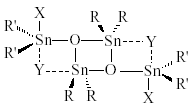 X R R
R' Sn O Sn Y
R' R'
Y Sn O Sn R'
R R X